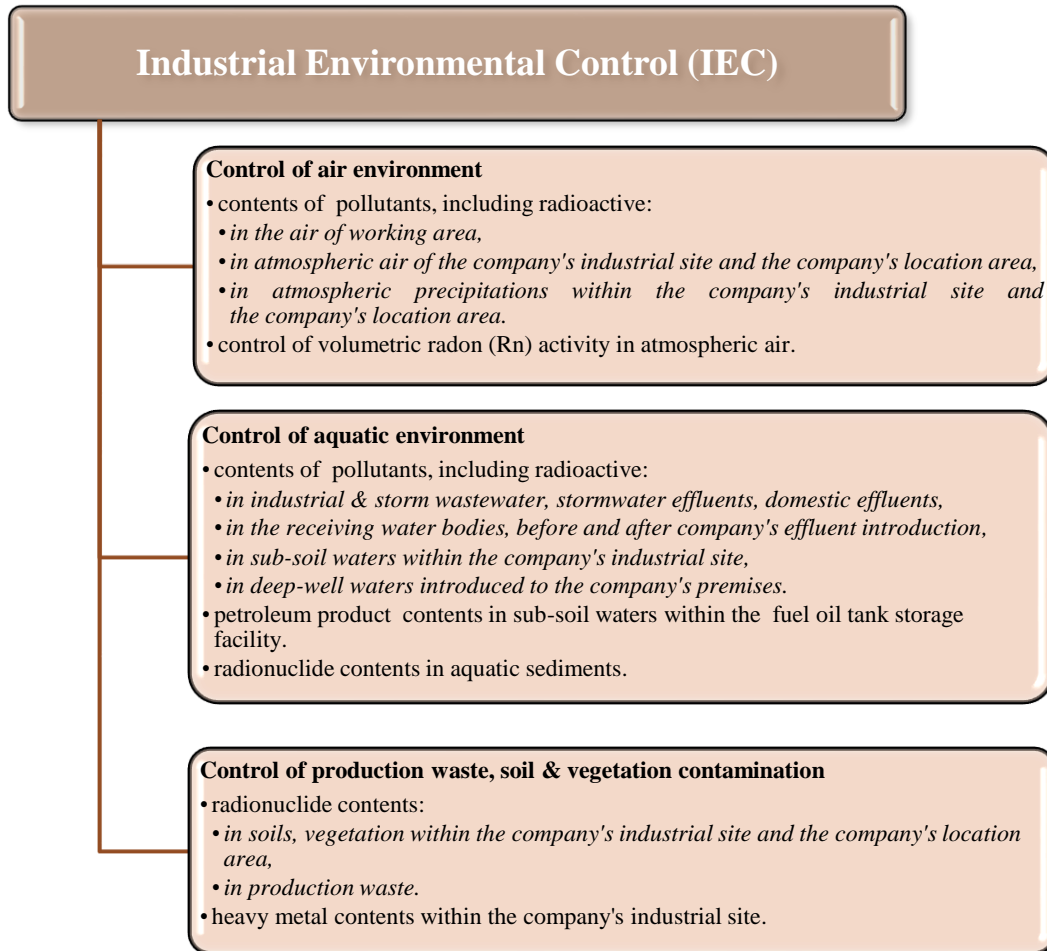 Industrial Environmental Control (IEC)
Control of air environment
• contents of pollutants, including radioactive:
• in the air of working area,
• in atmospheric air of the company's industrial site and the company's location area,
• in atmospheric precipitations within the company's industrial site and
the company's location area.
• control of volumetric radon (Rn) activity in atmospheric air.
Control of aquatic environment
• contents of pollutants, including radioactive:
• in industrial & storm wastewater, stormwater effluents, domestic effluents,
• in the receiving water bodies, before and after company's effluent introduction,
• in sub-soil waters within the company's industrial site,
• in deep-well waters introduced to the company's premises.
• petroleum product contents in sub-soil waters within the fuel oil tank storage
facility.
• radionuclide contents in aquatic sediments.
Control of production waste, soil & vegetation contamination
• radionuclide contents:
• in soils, vegetation within the company's industrial site and the company's location
area,
• in production waste.
• heavy metal contents within the company's industrial site.